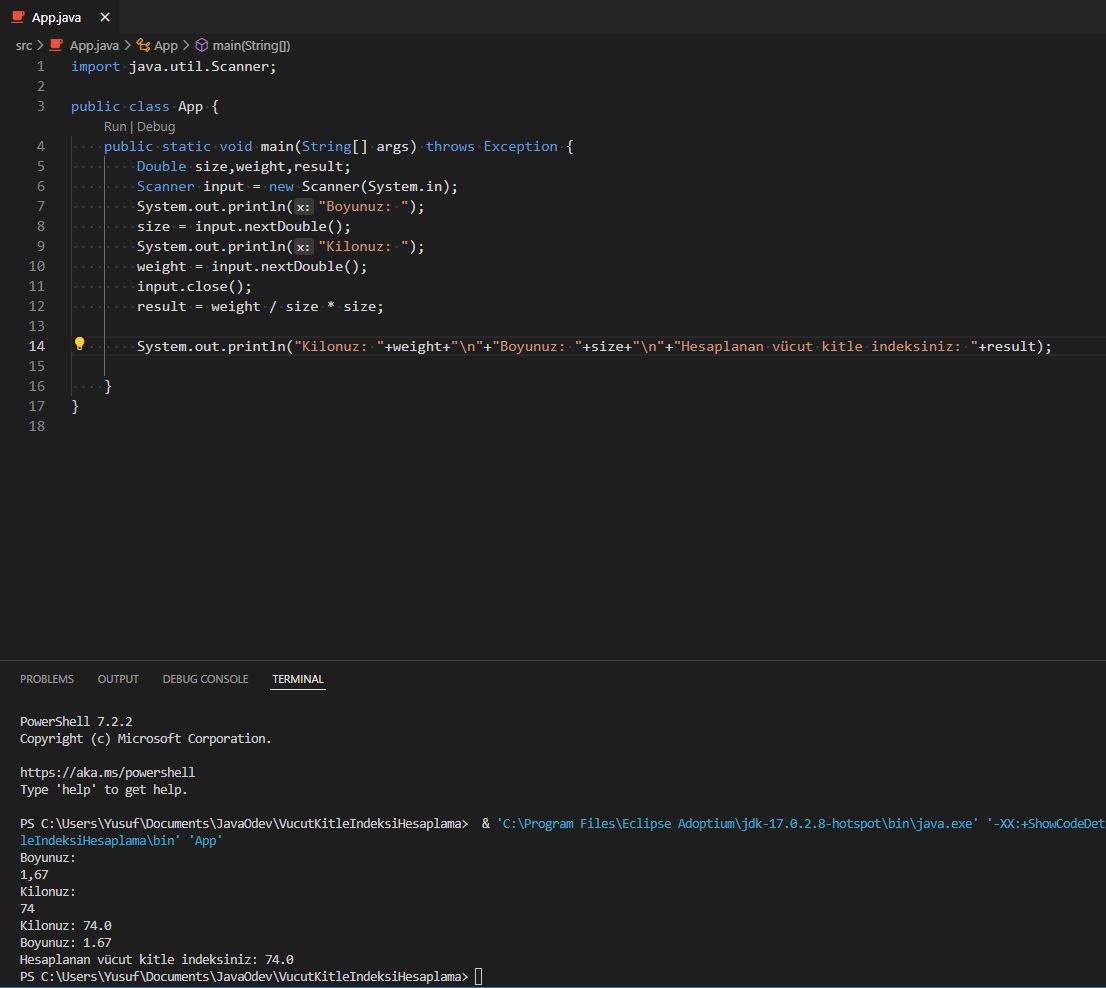 App.java
src > App.java > App > main(String[])
1 import java.util.Scanner;
2
3 public class App {
Run | Debug
4 public static void main(String[] args) throws Exception {
5 Double size,weight,result;
6 Scanner input = new Scanner(System.in);
7 System.out.println(x: "Boyunuz: ");
8 size = input.nextDouble();
9 System.out.println(x: "Kilonuz: ");
10 weight = input.nextDouble();
11 input.close();
12 result = weight / size * size;
13
14 System.out.println("Kilonuz: "+weight+"\n"+"Boyunuz: "+size+"\n"+"Hesaplanan vücut kitle indeksiniz: "+result);
15
16 }
17 }
18
PROBLEMS OUTPUT DEBUG CONSOLE TERMINAL
PowerShell 7.2.2
Copyright (c) Microsoft Corporation.
https://aka.ms/powershell
Type 'help' to get help.
PS C:\Users\Yusuf\Documents\JavaOdev\VucutKitleIndeksiHesaplama> & 'C:\Program Files\Eclipse Adoptium\jdk-17.0.2.8-hotspot\bin\java.exe' '-XX:+ShowCodeDet
leIndeksiHesaplama\bin' 'App'
Boyunuz:
1,67
Kilonuz:
74
Kilonuz: 74.0
Boyunuz: 1.67
Hesaplanan vücut kitle indeksiniz: 74.0
PS C:\Users\Yusuf\Documents\JavaOdev\VucutKitleIndeksiHesaplama>